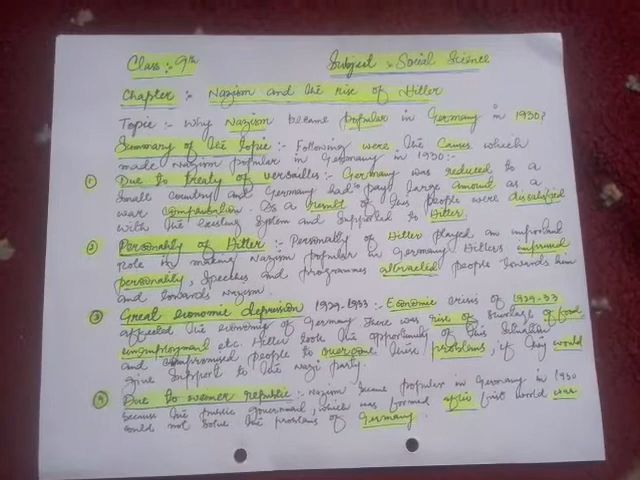 Class :- 9th Subject :- Social Science
Chapter :- Nazism and the rise of Hitler
Topic :- Why Nazism became popular in Germany in 1930?
Summary of the topic :- Following were the causes which
made Nazism popular in Germany in 1930 :-
① Due to treaty of versailles :- Germany was reduced to a
small country and Germany had to pay large amount as a
war As a result of this people were dissatisfied
with the existing system and supported to Hitler.
② Personality of Hitler :- Personality of Hitler played an important
role in making Nazism popular in Germany Hitler's
personality, speeches and programmes attracted people towards him
and towards Nazism.
③ Great economic depression 1929-1933 :- Economic crisis of 1929-33
affected the economy of Germany there was rise of shortage of food
unemployment etc. Hitler took the opportunity of this situation
and people to overcome these problems, if they would
give support to the Nazi party.
④ Due to weimer republic :- Nazism became popular in Germany in 1930
because the government, which was formed after first world war
could not solve the problems of Germany.